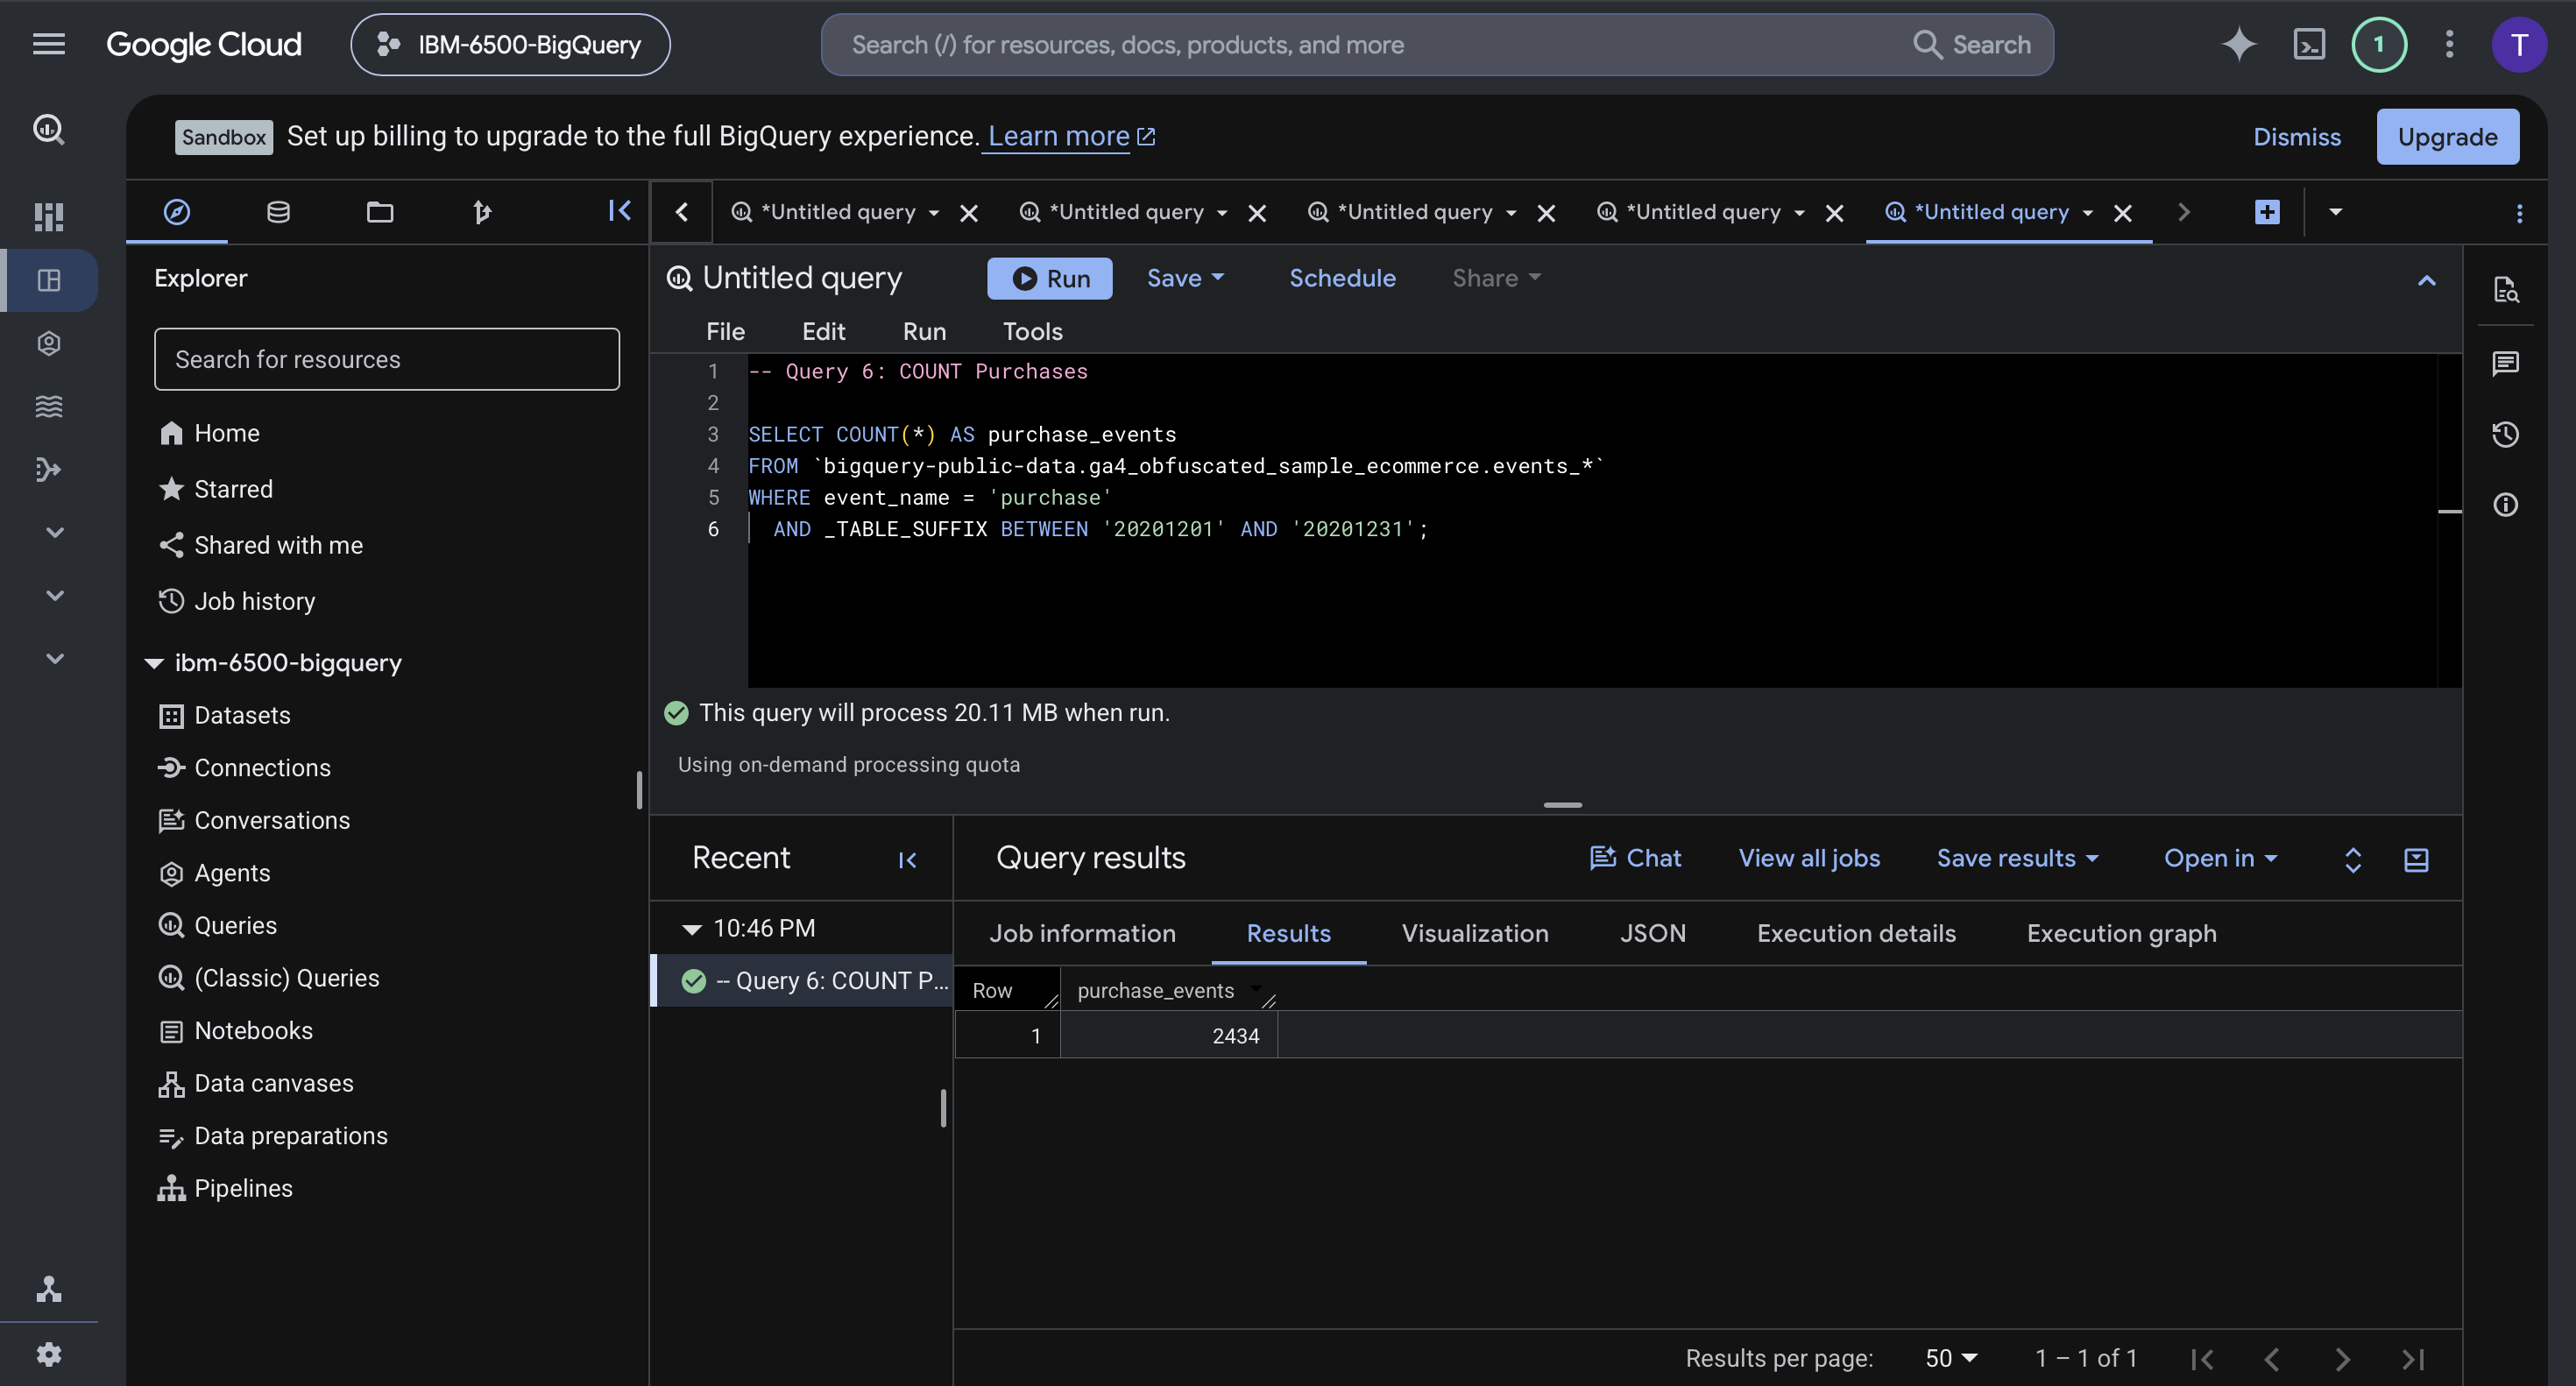 Google Cloud
IBM-6500-BigQuery
Search (/) for resources, docs, products, and more
Search
1
T
Sandbox Set up billing to upgrade to the full BigQuery experience. Learn more
Dismiss
Upgrade
*Untitled query
*Untitled query
*Untitled query
*Untitled query
*Untitled query
Explorer
Search for resources
Home
Starred
Shared with me
Job history
ibm-6500-bigquery
Datasets
Connections
Conversations
Agents
Queries
(Classic) Queries
Notebooks
Data canvases
Data preparations
Pipelines
Untitled query
Run
Save
Schedule
Share
File Edit Run Tools
1 -- Query 6: COUNT Purchases
2
3 SELECT COUNT(*) AS purchase_events
4 FROM `bigquery-public-data.ga4_obfuscated_sample_ecommerce.events_*`
5 WHERE event_name = 'purchase'
6 AND _TABLE_SUFFIX BETWEEN '20201201' AND '20201231';
This query will process 20.11 MB when run.
Using on-demand processing quota
Recent
10:46 PM
-- Query 6: COUNT P...
Query results
Chat
View all jobs
Save results
Open in
Job information Results Visualization JSON Execution details Execution graph
Row purchase_events
1 2434
Results per page: 50 1 – 1 of 1